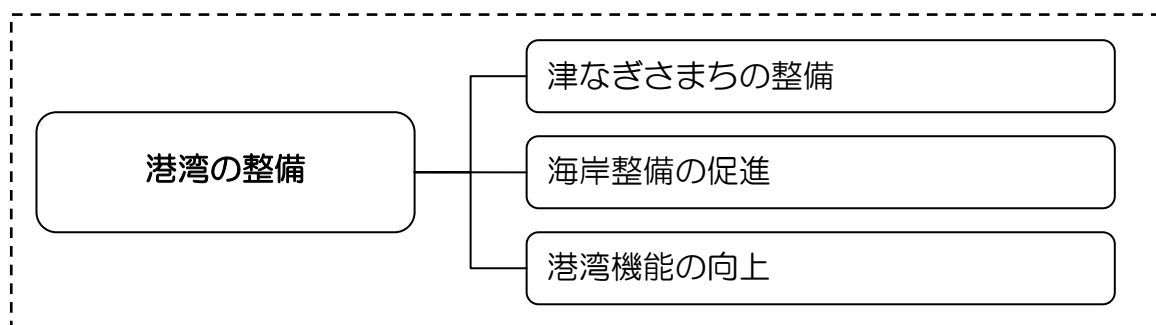 港湾の整備
津なぎさまちの整備
海岸整備の促進
港湾機能の向上